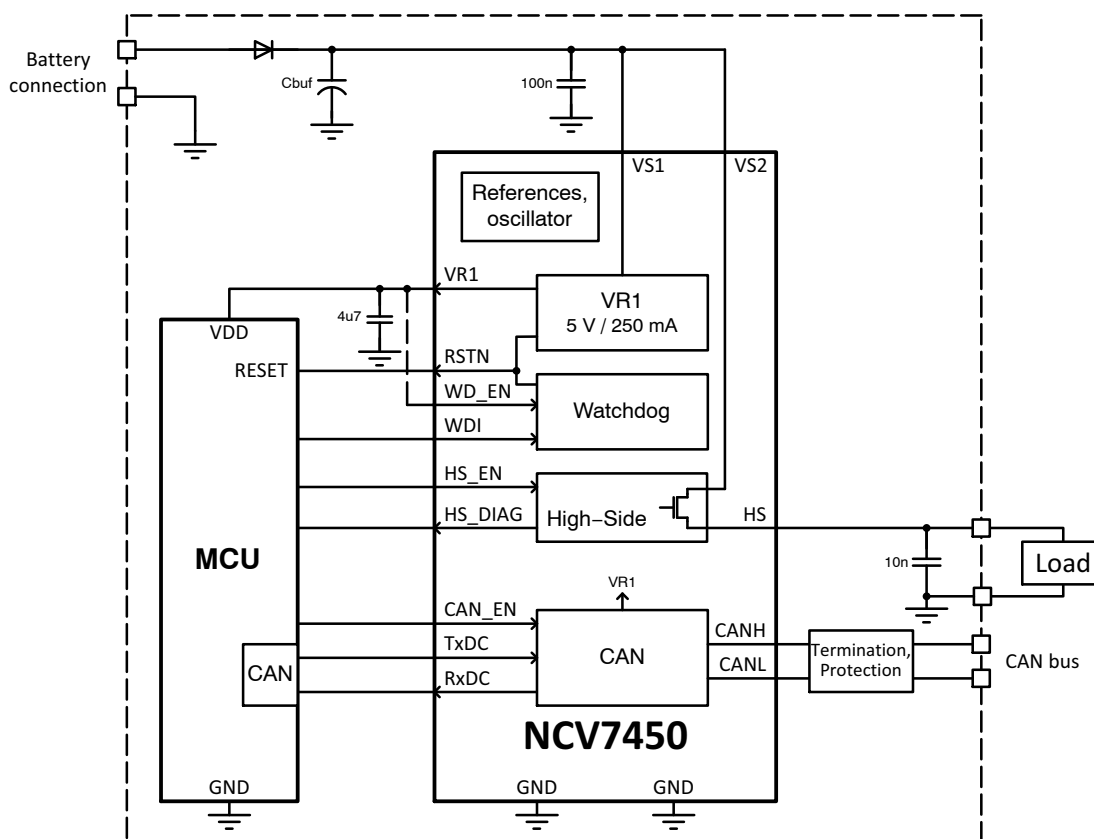 Battery
connection
Cbuf
100n
VS1
VS2
References,
oscillator
VR1
VR1
5 V / 250 mA
4u7
VDD
RESET
RSTN
WD_EN
Watchdog
WDI
HS_EN
HS_DIAG
High−Side
HS
MCU
10n
Load
VR1
CAN_EN
TxDC
RxDC
CAN
CAN
CANH
CANL
Termination,
Protection
CAN bus
NCV7450
GND
GND
GND